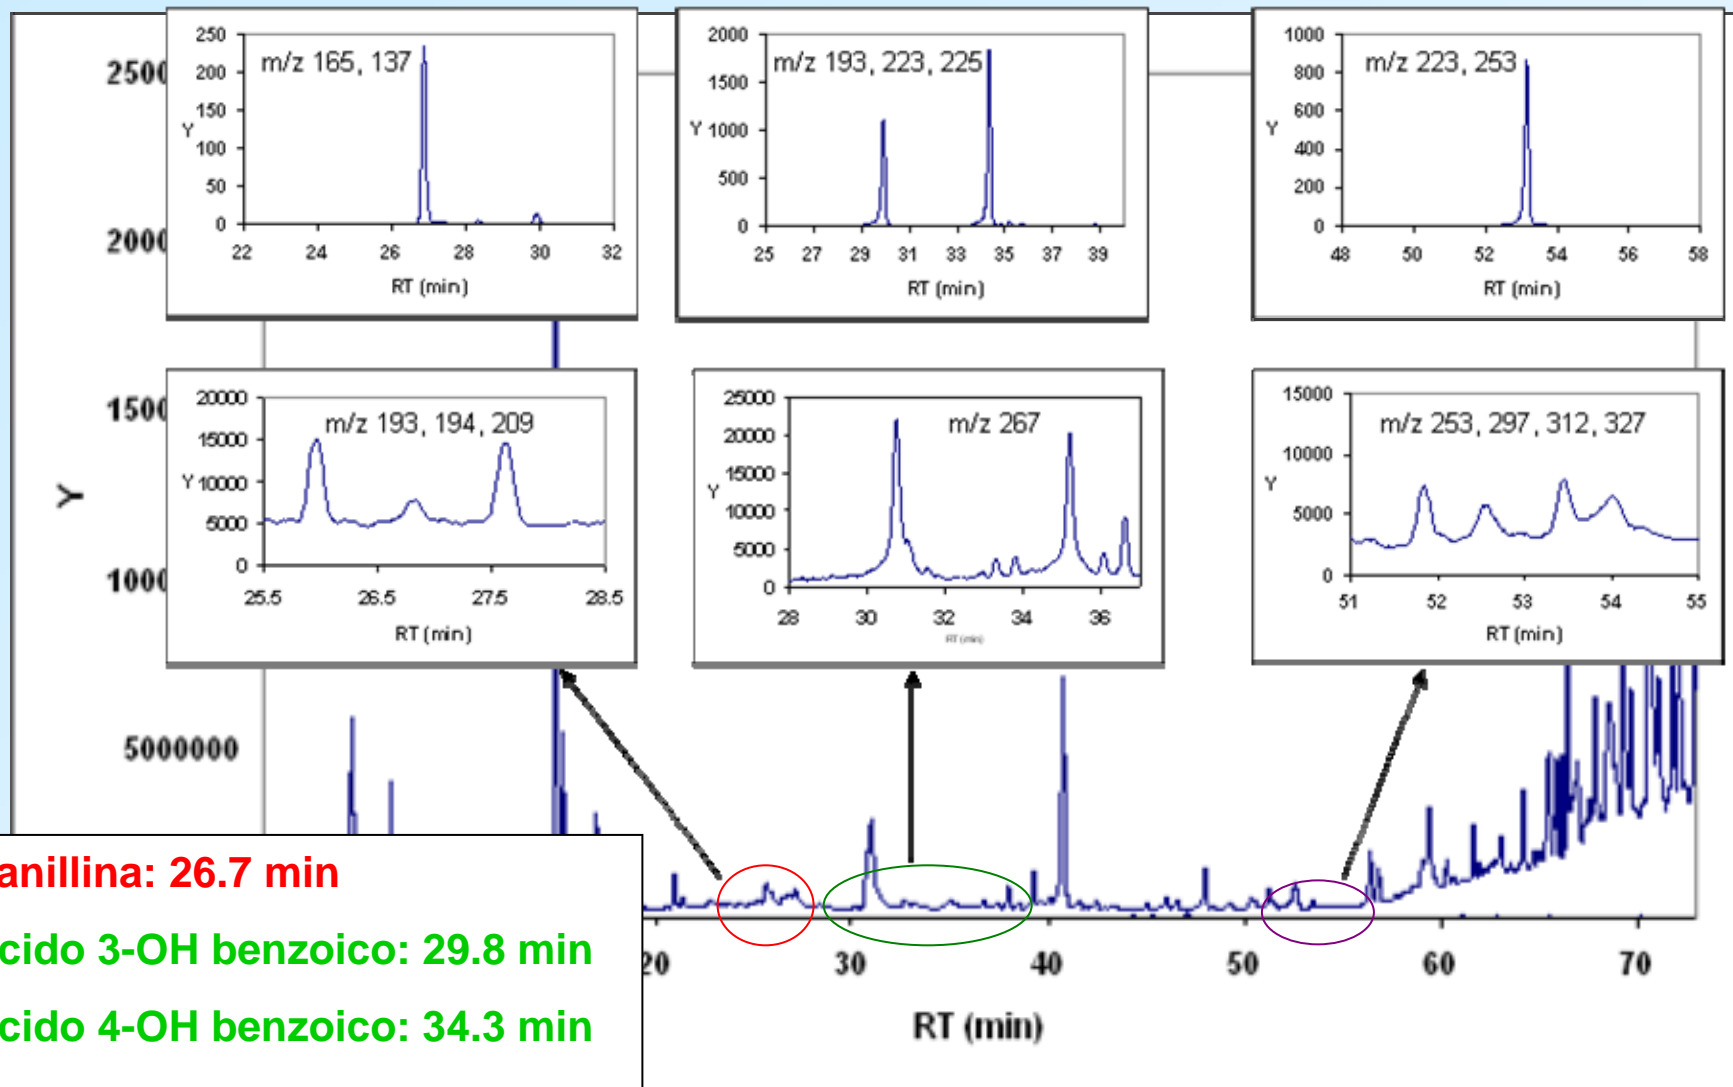 250
200
150
100
50
0
Y
m/z 165, 137
22 24 26 28 30 32
RT (min)
2000
1500
1000
500
0
Y
m/z 193, 223, 225
25 27 29 31 33 35 37 39
RT (min)
1000
800
600
400
200
0
Y
m/z 223, 253
48 50 52 54 56 58
RT (min)
20000
15000
10000
5000
0
Y
m/z 193, 194, 209
25.5 26.5 27.5 28.5
RT (min)
25000
20000
15000
10000
5000
0
Y
m/z 267
28 30 32 34 36
RT (min)
15000
10000
5000
0
Y
m/z 253, 297, 312, 327
51 52 53 54 55
RT (min)
2500
2000
1500
1000
5000000
Y
20 30 40 50 60 70
RT (min)
anillina: 26.7 min
cido 3-OH benzoico: 29.8 min
cido 4-OH benzoico: 34.3 min